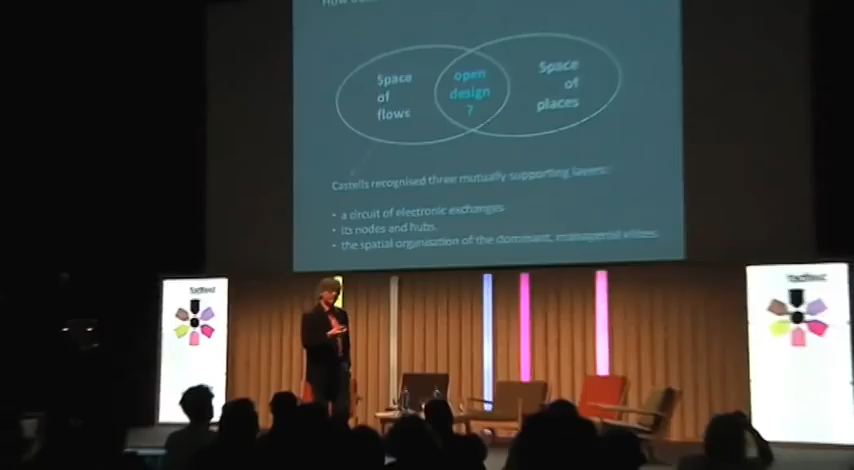 Space
of
flows
open
design
?
Space
of
places
Castells recognised three mutually supporting layers:
• a circuit of electronic exchanges
• its nodes and hubs.
• the spatial organisation of the dominant, managerial elites.